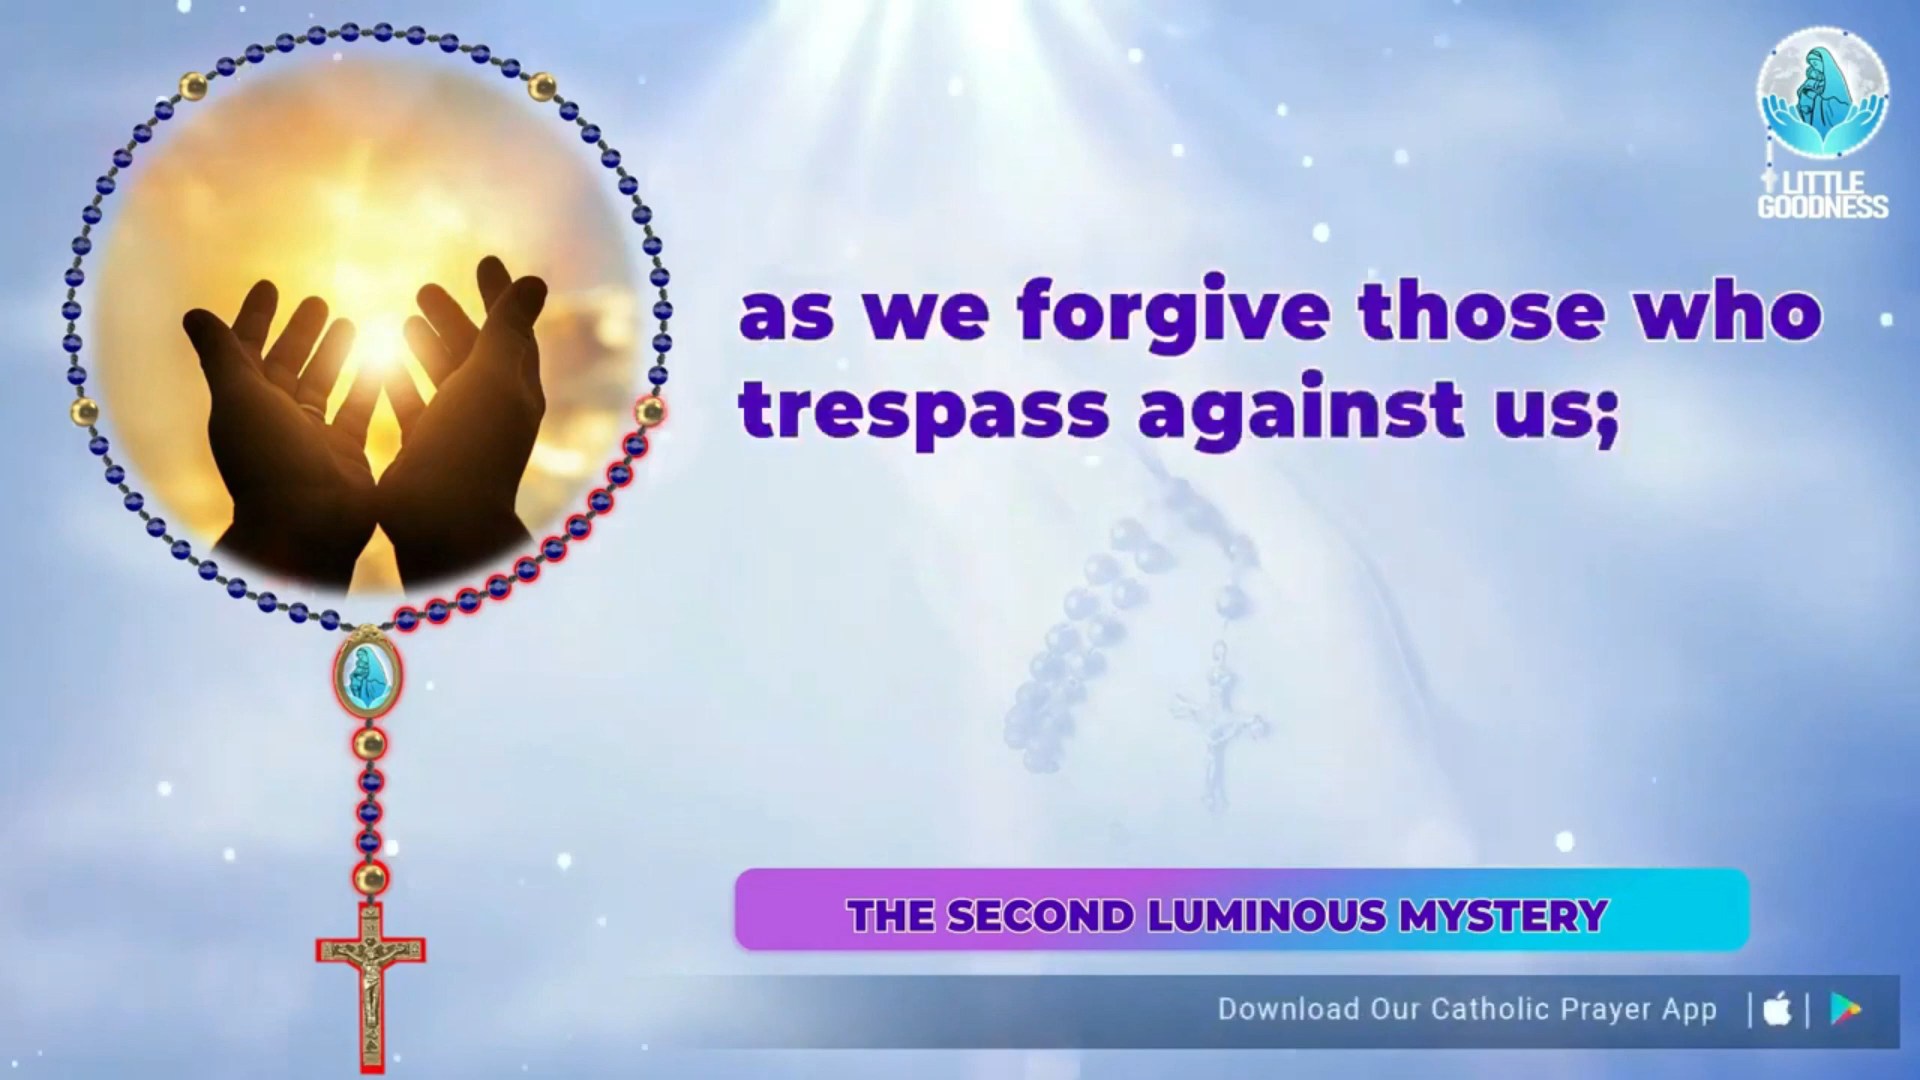 LITTLE
GOODNESS
as we forgive those who
trespass against us;
THE SECOND LUMINOUS MYSTERY
Download Our Catholic Prayer App